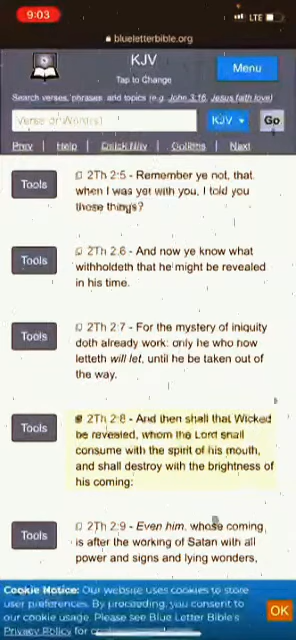 9:03
LTE
blueletterbible.org
KJV
Tap to Change
Menu
Search verses, phrases, and topics (e.g. John 3:16, Jesus faith love)
Verse or Word(s)
KJV
Go
Prev | Help | Quick Nav | Options | Next
Tools
2Th 2:5 - Remember ye not, that,
when I was yet with you, I told you
these things?
Tools
2Th 2:6 - And now ye know what
withholdeth that he might be revealed
in his time.
Tools
2Th 2:7 - For the mystery of iniquity
doth already work: only he who now
letteth will let, until he be taken out of
the way.
Tools
2Th 2:8 - And then shall that Wicked
be revealed, whom the Lord shall
consume with the spirit of his mouth,
and shall destroy with the brightness of
his coming:
Tools
2Th 2:9 - Even him, whose coming
is after the working of Satan with all
power and signs and lying wonders,
Cookie Notice: Our website uses cookies to store
user preferences. By proceeding, you consent to
our cookie usage. Please see Blue Letter Bible's
Privacy Policy for
OK